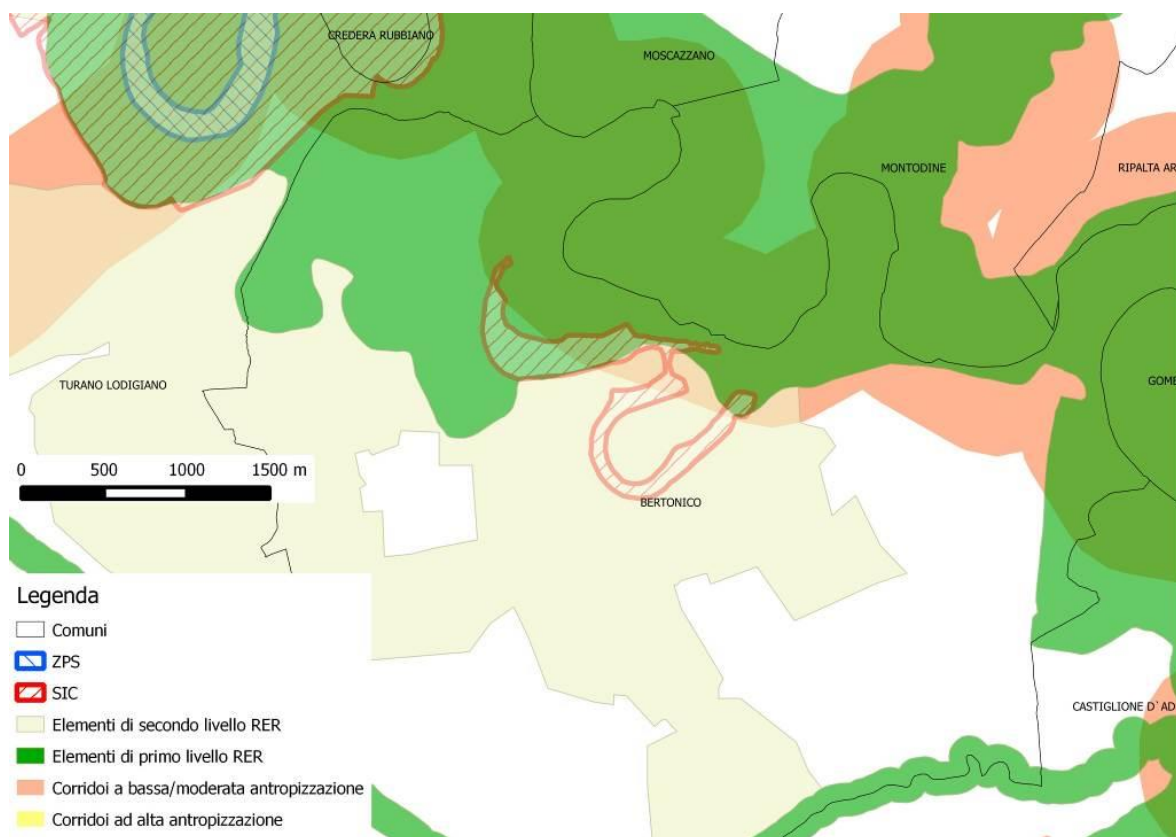 CREDERA RUBBIANO
MOSCAZZANO
MONTODINE
RIPALTA AR
TURANO LODIGIANO
GOME
0 500 1000 1500 m
BERTONICO
Legenda
Comuni
ZPS
SIC
Elementi di secondo livello RER
Elementi di primo livello RER
Corridoi a bassa/moderata antropizzazione
Corridoi ad alta antropizzazione
CASTIGLIONE D`AD